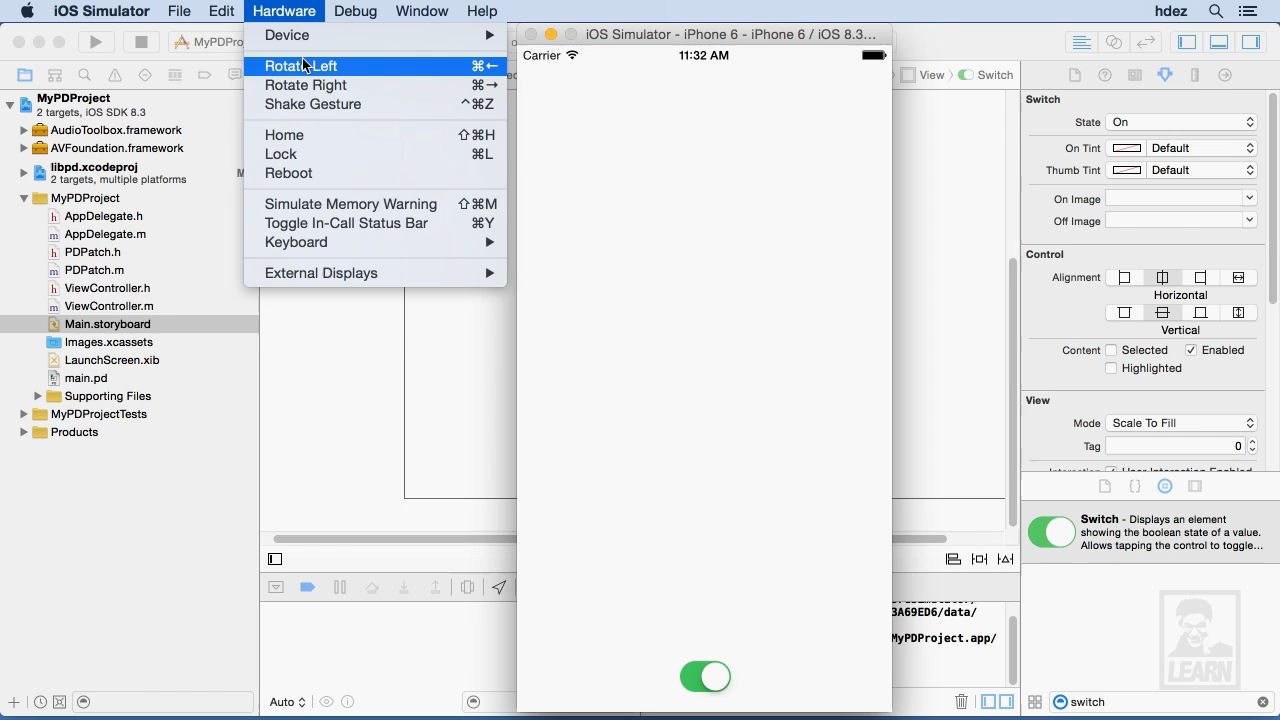 iOS Simulator File Edit Hardware Debug Window Help hdez
Device
Rotate Left ⌘←
Rotate Right ⌘→
Shake Gesture ^⌘Z
Home ⇧⌘H
Lock ⌘L
Reboot
Simulate Memory Warning ⇧⌘M
Toggle In-Call Status Bar ⌘Y
Keyboard
External Displays
MyPDPro
iOS Simulator - iPhone 6 - iPhone 6 / iOS 8.3...
Carrier 11:32 AM
View Switch
MyPDProject
2 targets, iOS SDK 8.3
AudioToolbox.framework
AVFoundation.framework
libpd.xcodeproj
2 targets, multiple platforms M
MyPDProject
h AppDelegate.h
m AppDelegate.m
h PDPatch.h
m PDPatch.m
h ViewController.h
m ViewController.m
Main.storyboard
Images.xcassets
LaunchScreen.xib
main.pd
Supporting Files
MyPDProjectTests
Products
Switch
State On
On Tint Default
Thumb Tint Default
On Image
Off Image
Control
Alignment
Horizontal
Vertical
Content Selected Enabled
Highlighted
View
Mode Scale To Fill
Tag 0
Switch - Displays an element
showing the boolean state of a value.
Allows tapping the control to toggle...
3A69ED6/data/
MyPDProject.app/
Auto
LEARN
switch